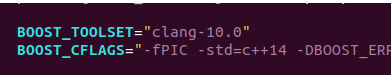 BOOST_TOOLSET="clang-10.0"
BOOST_CFLAGS="-fPIC -std=c++14 -DBOOST_ERR